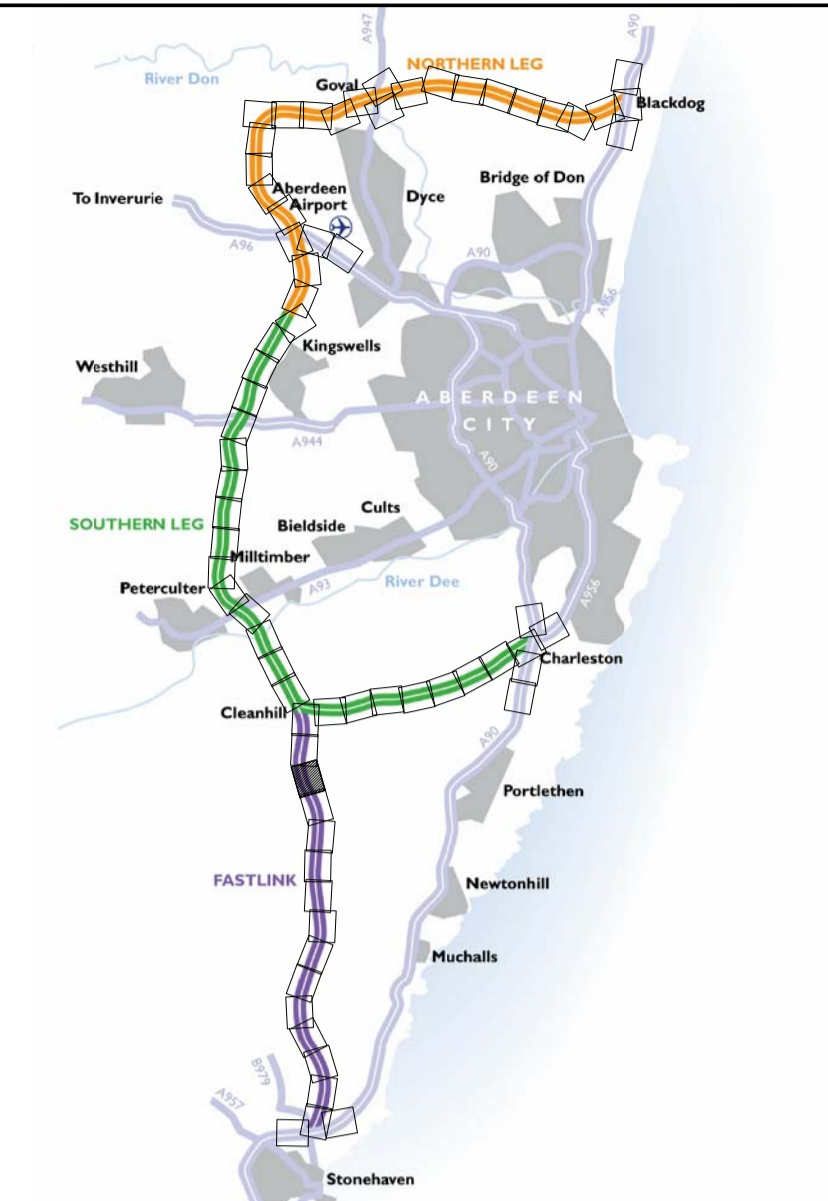 A947
A90
NORTHERN LEG
River Don
Goval
Blackdog
Bridge of Don
Aberdeen
Airport
Dyce
To Inverurie
A96
A90
A956
Kingswells
Westhill
ABERDEEN
CITY
A944
A90
Cults
SOUTHERN LEG
Bieldside
Milltimber
River Dee
Peterculter
A93
A956
Charleston
Cleanhill
A90
Portlethen
FASTLINK
Newtonhill
Muchalls
B979
A957
Stonehaven